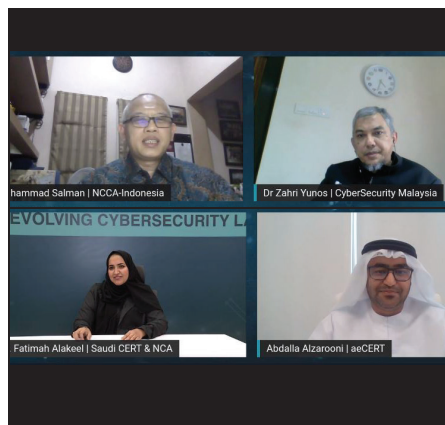 hammad Salman | NCCA-Indonesia
Dr Zahri Yunos | CyberSecurity Malaysia
EVOLVING CYBERSECURITY LA
. Fatimah Alakeel | Saudi CERT & NCA
Abdalla Alzarooni | aeCERT